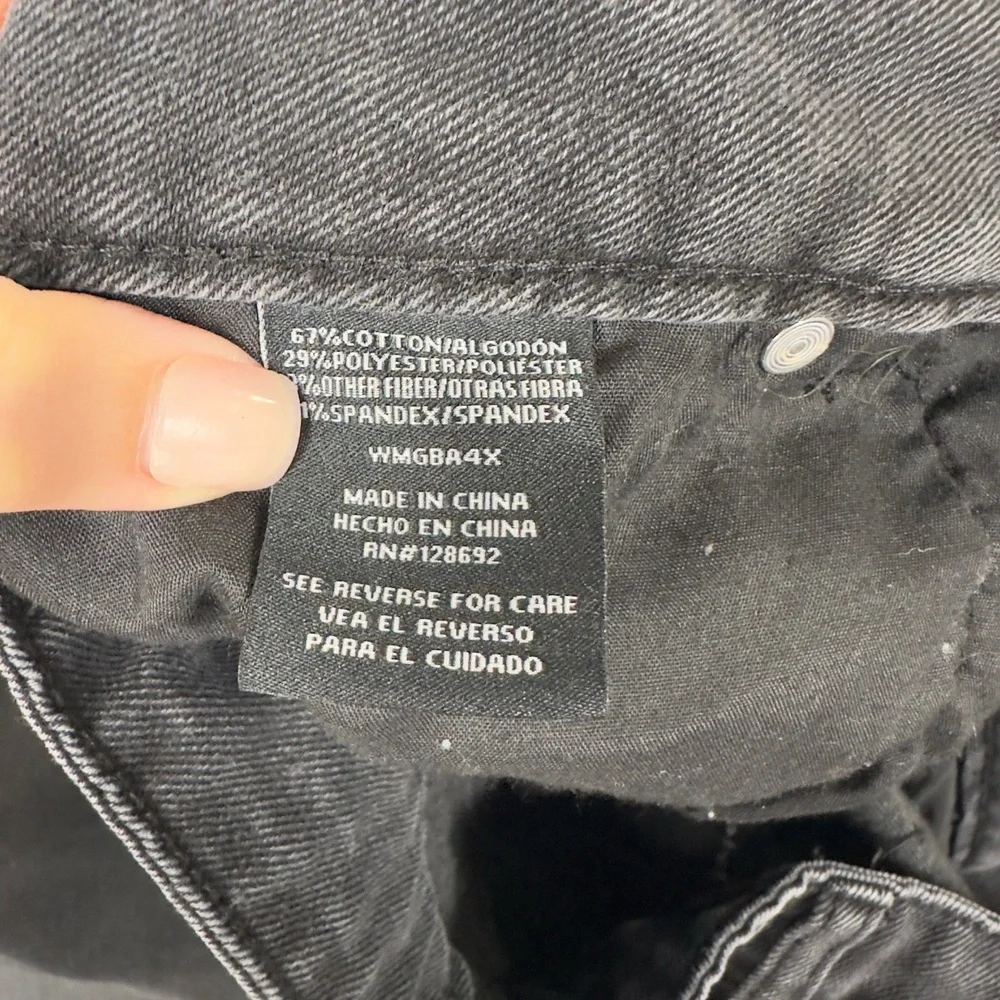 67%COTTON/ALGODÓN
29%POLYESTER/POLIÉSTER
OTHER FIBER/OTRAS FIBRA
1%SPANDEX/SPANDEX
WMGBA4X
MADE IN CHINA
HECHO EN CHINA
RN#128692
SEE REVERSE FOR CARE
VEA EL REVERSO
PARA EL CUIDADO